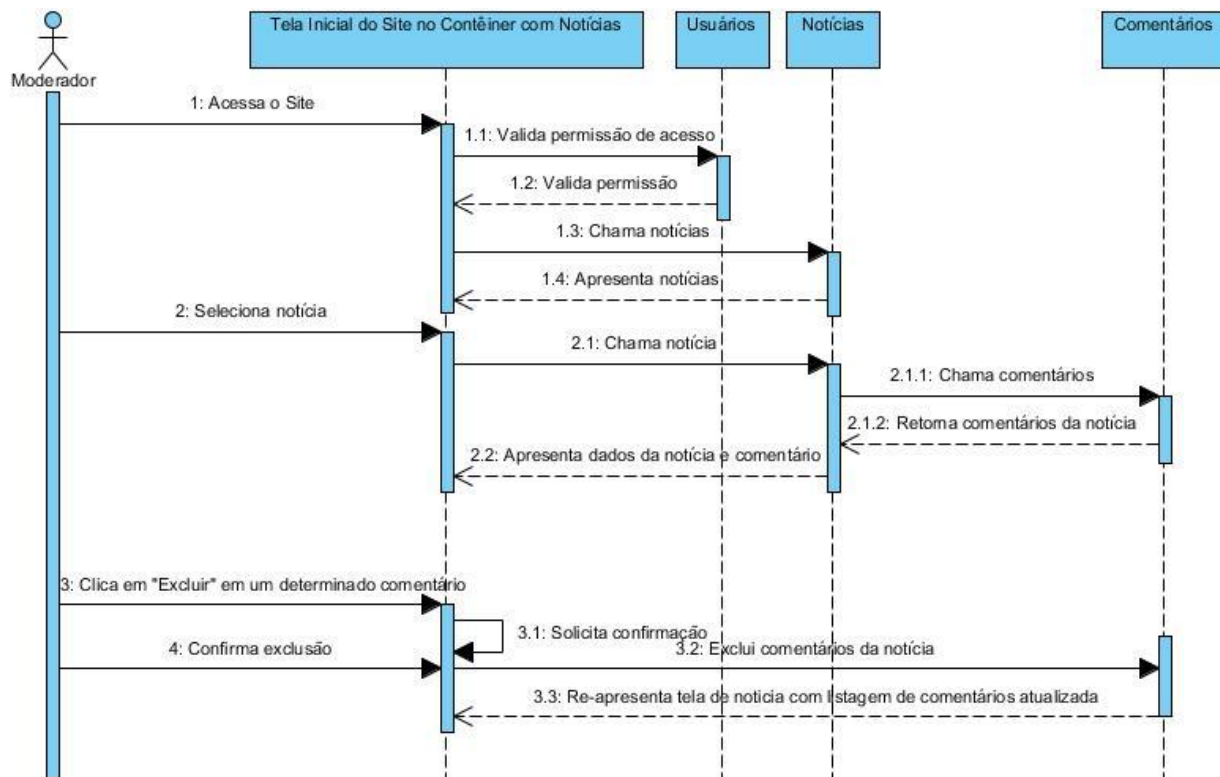 Tela Inicial do Site no Contêiner com Notícias
Usuários
Notícias
Comentários
Moderador
1: Acessa o Site
1.1: Valida permissão de acesso
1.2: Valida permissão
1.3: Chama notícias
1.4: Apresenta notícias
2: Seleciona notícia
2.1: Chama notícia
2.1.1: Chama comentários
2.1.2: Retorna comentários da notícia
2.2: Apresenta dados da notícia e comentário
3: Clica em "Excluir" em um determinado comentário
3.1: Solicita confirmação
4: Confirma exclusão
3.2: Exclui comentários da notícia
3.3: Re-apresenta tela de noticia com listagem de comentários atualizada